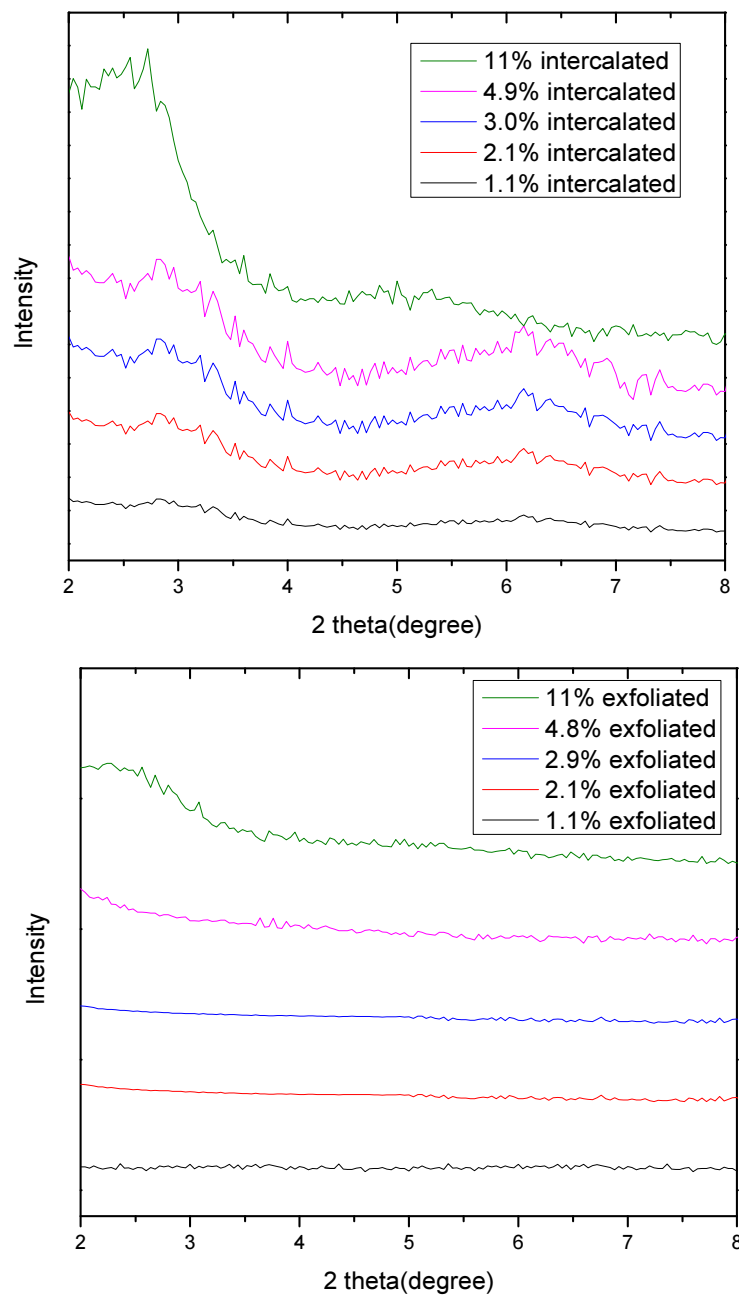 11% intercalated
4.9% intercalated
3.0% intercalated
2.1% intercalated
1.1% intercalated
Intensity
2 3 4 5 6 7 8
2 theta(degree)
11% exfoliated
4.8% exfoliated
2.9% exfoliated
2.1% exfoliated
1.1% exfoliated
Intensity
2 3 4 5 6 7 8
2 theta(degree)